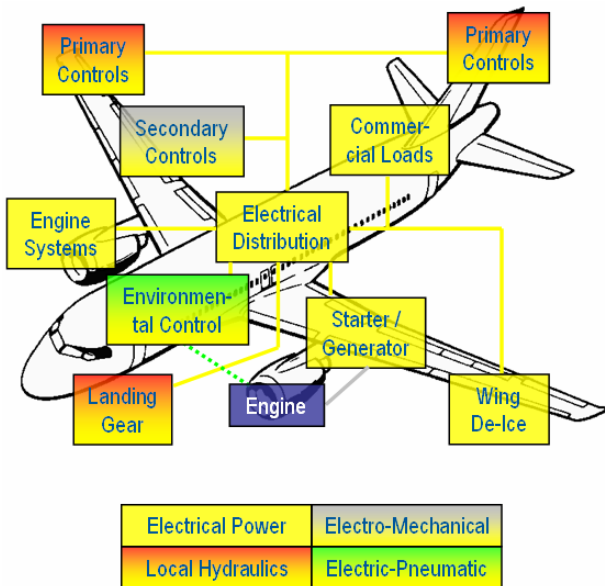 Primary
Controls
Primary
Controls
Secondary
Controls
Commer-
cial Loads
Engine
Systems
Electrical
Distribution
Environmen-
tal Control
Starter /
Generator
Landing
Gear
Engine
Wing
De-Ice
Electrical Power
Electro-Mechanical
Local Hydraulics
Electric-Pneumatic